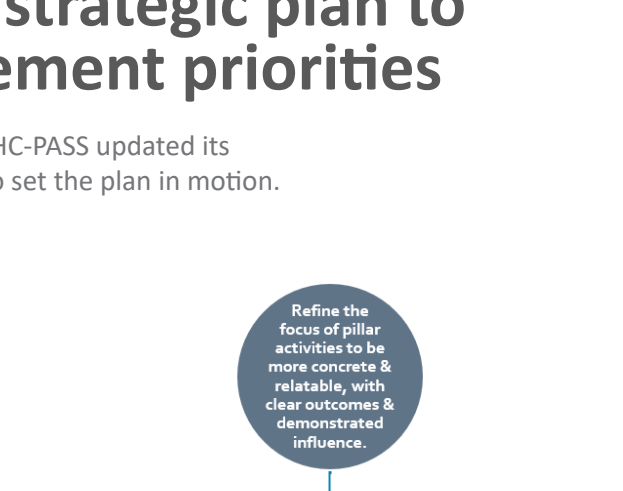 strategic plan to
ement priorities
HC-PASS updated its
o set the plan in motion.
Refine the
focus of pillar
activities to be
more concrete &
relatable, with
clear outcomes &
demonstrated
influence.